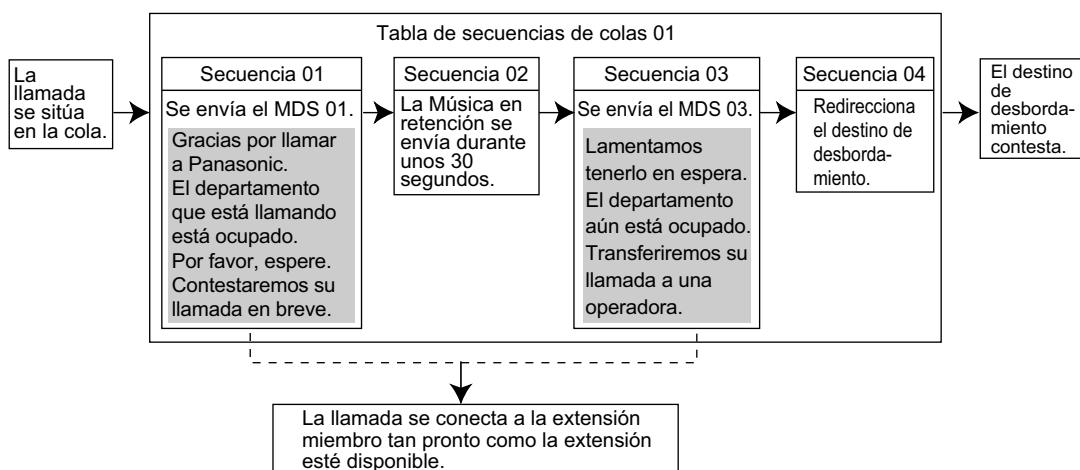 Tabla de secuencias de colas 01
La
llamada
se sitúa
en la cola.
Secuencia 01
Se envía el MDS 01.
Gracias por llamar
a Panasonic.
El departamento
que está llamando
está ocupado.
Por favor, espere.
Contestaremos su
llamada en breve.
Secuencia 02
La Música en
retención se
envía durante
unos 30
segundos.
Secuencia 03
Se envía el MDS 03.
Lamentamos
tenerlo en espera.
El departamento
aún está ocupado.
Transferiremos su
llamada a una
operadora.
Secuencia 04
Redirecciona
el destino de
desborda-
miento.
El destino
de
desborda-
miento
contesta.
La llamada se conecta a la extensión
miembro tan pronto como la extensión
esté disponible.